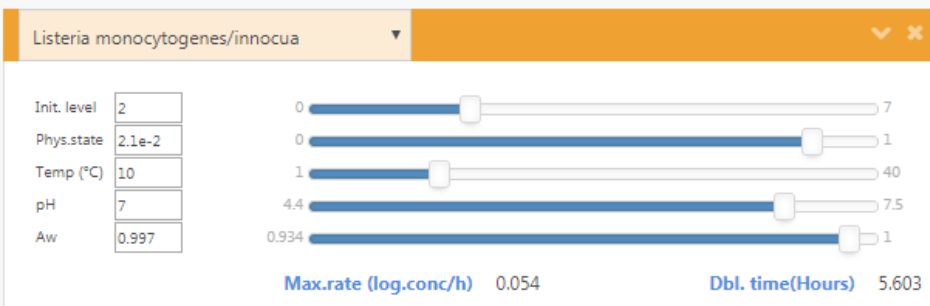 Listeria monocytogenes/innocua
Init. level 2 0 7
Phys.state 2.1e-2 0 1
Temp (°C) 10 1 40
pH 7 4.4 7.5
Aw 0.997 0.934 1
Max.rate (log.conc/h) 0.054 Dbl. time(Hours) 5.603